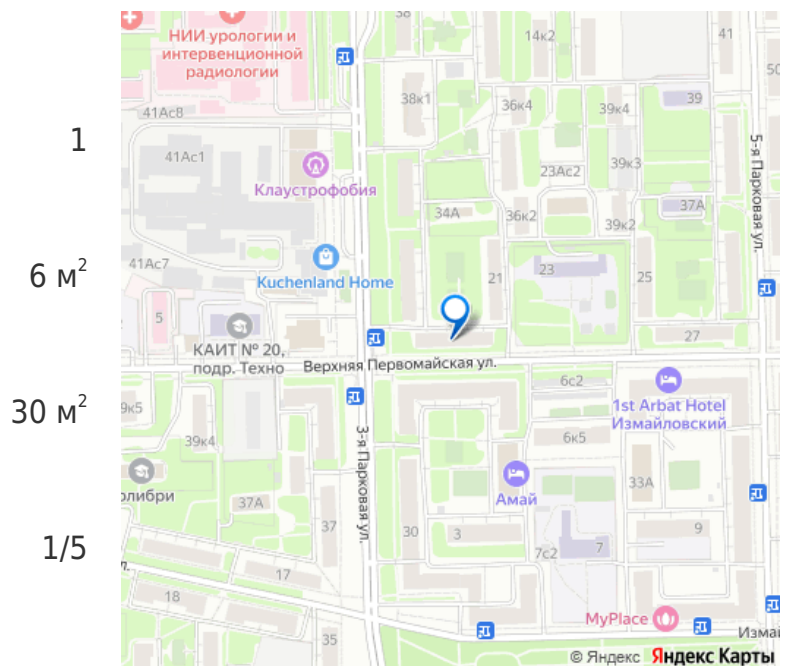 1
6 м²
30 м²
1/5
НИИ урологии и
интервенционной
радиологии
38
14к2
41
50
41Ас8
38к1
36к4
39к4
39
41Ас1
Клаустрофобия
39к3
23Ас2
5-я Парковая ул.
34А
36к2
39к2
37А
41Ас7
Kuchenland Home
21
23
25
5
КАИТ № 20,
подр. Техно
27
Верхняя Первомайская ул.
6с2
1st Arbat Hotel
Измайловский
39к5
39к4
3-я Парковая ул.
6к5
олибри
Амай
33А
37А
37
30
3
7с2
7
9
л.
17
18
35
MyPlace
Измай
© Яндекс Яндекс Карты